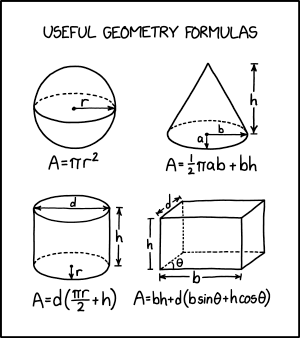 USEFUL GEOMETRY FORMULAS
r
A=πr²
h
b
a
A=½πab+bh
d
h
r
A=d(πr/2+h)
d
h
θ
b
A=bh+d(bsinθ+hcosθ)